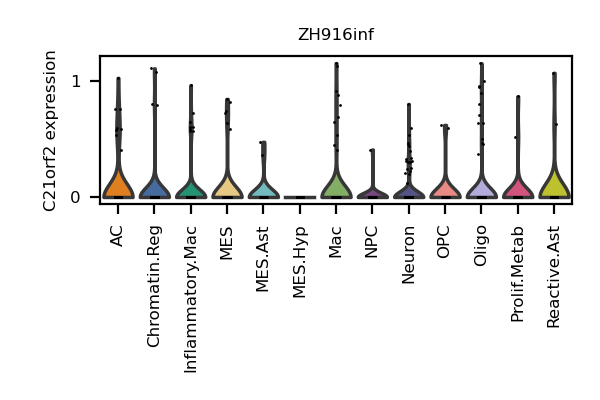 ZH916inf
C21orf2 expression
1
0
AC
Chromatin.Reg
Inflammatory.Mac
MES
MES.Ast
MES.Hyp
Mac
NPC
Neuron
OPC
Oligo
Prolif.Metab
Reactive.Ast